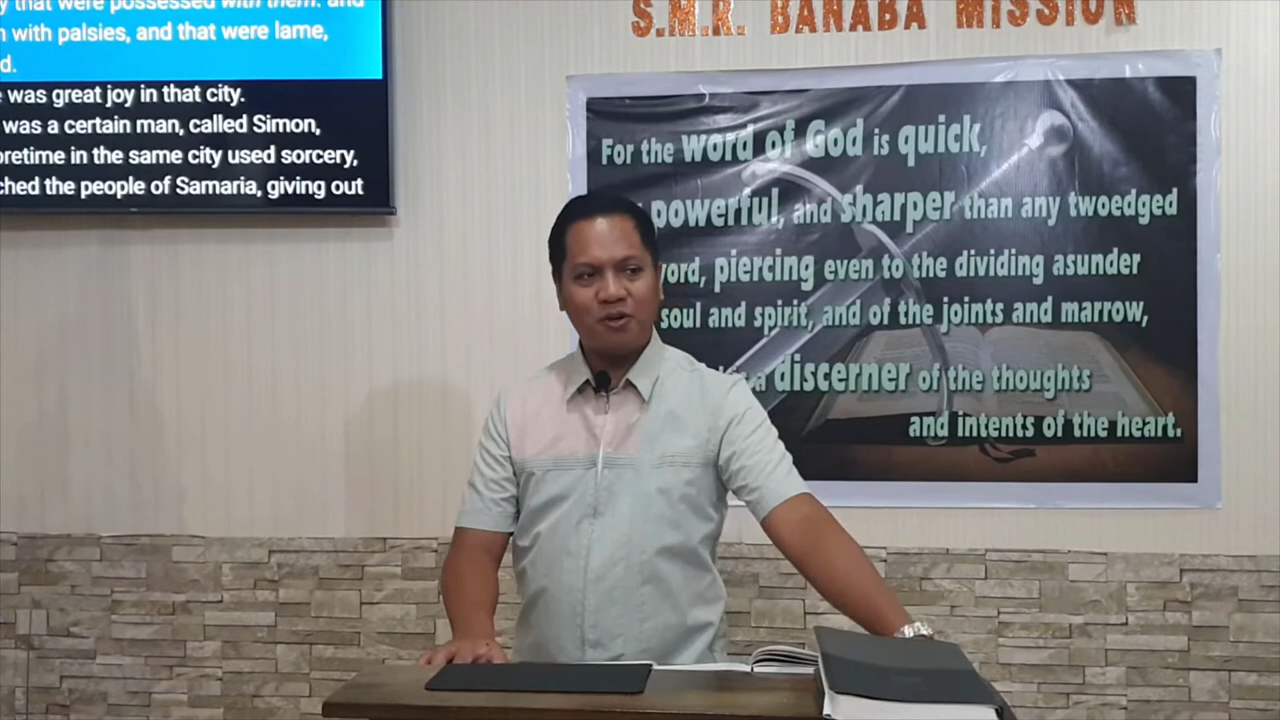 y that were possessed with them: and
with palsies, and that were lame,
d.
was great joy in that city.
was a certain man, called Simon,
oretime in the same city used sorcery,
ched the people of Samaria, giving out
S.M.R. BANABA MISSION
For the word of God is quick,
powerful, and sharper than any twoedged
word, piercing even to the dividing asunder
soul and spirit, and of the joints and marrow,
a discerner of the thoughts
and intents of the heart.